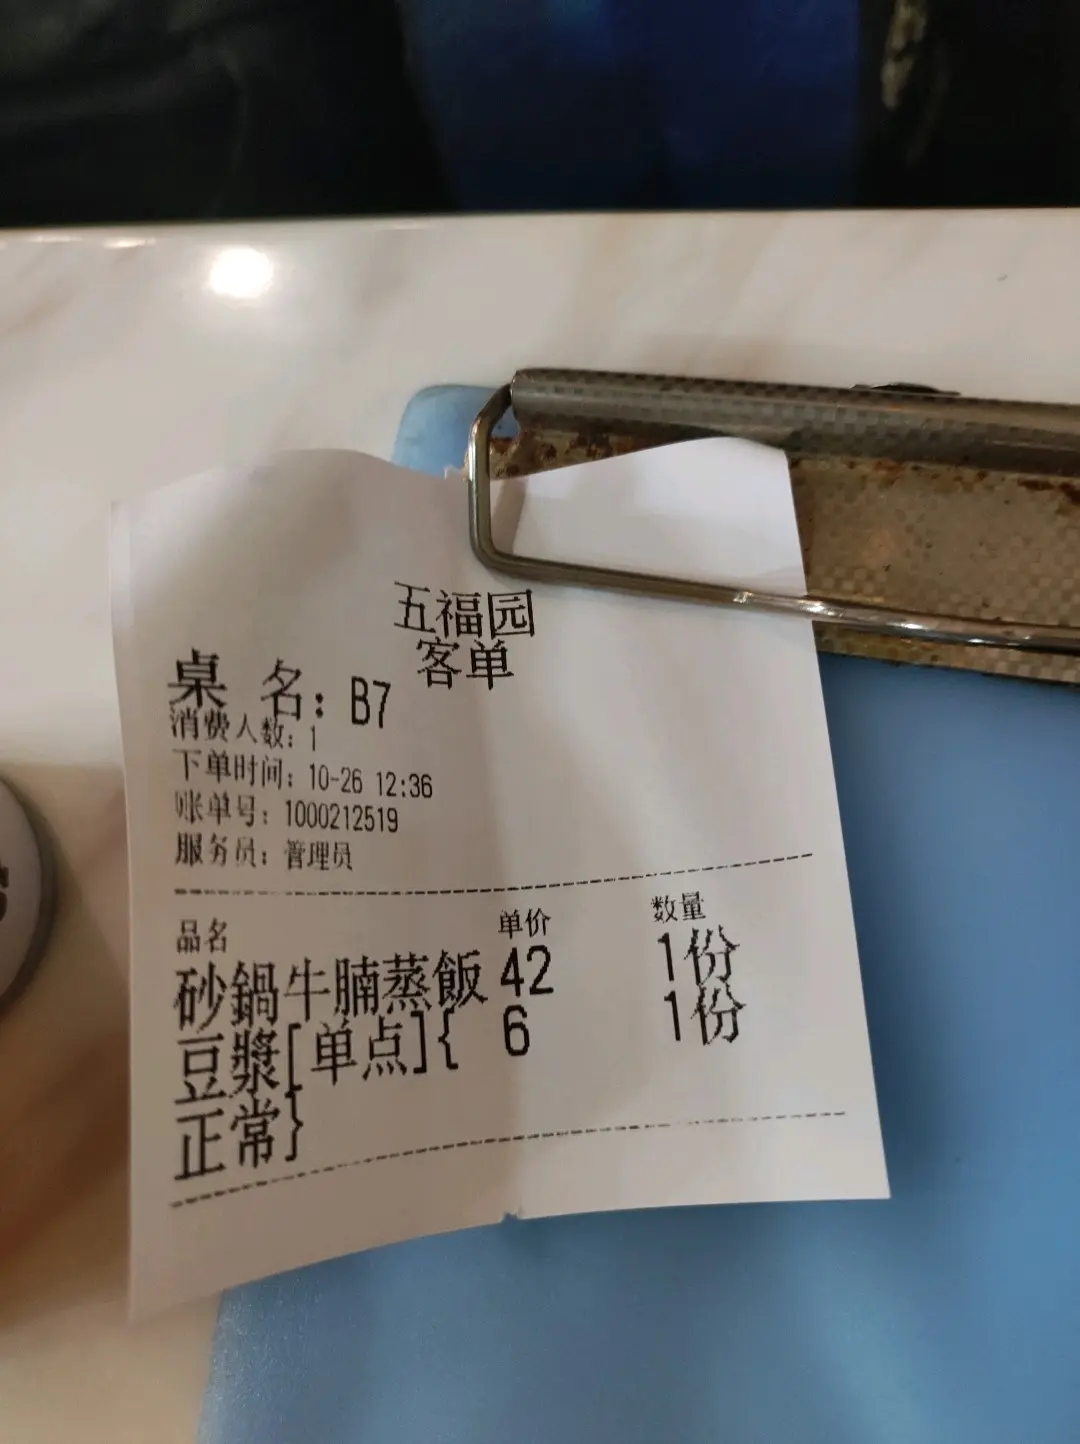 五福园
客单
桌 名：B7
消费人数：1
下单时间：10-26 12:36
账单号：1000212519
服务员：管理员
品名 单价 数量
砂鍋牛腩蒸飯 42 1份
豆漿[单点]{ 6 1份
正常}